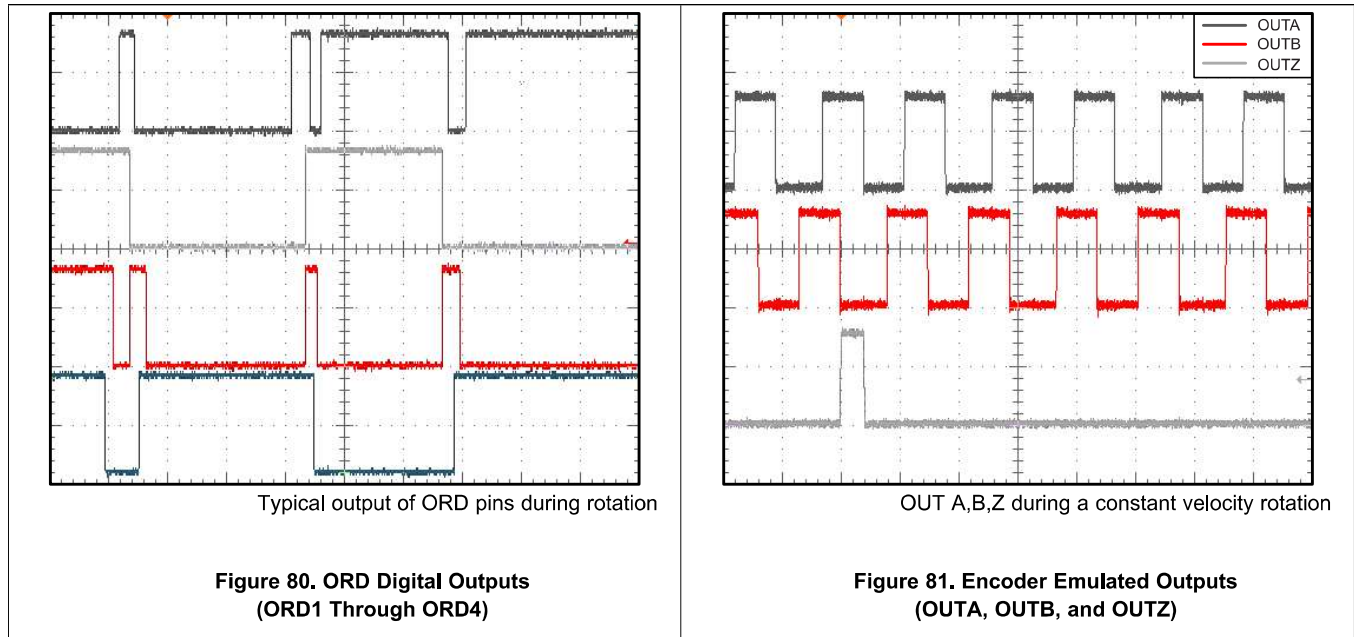 Typical output of ORD pins during rotation
Figure 80. ORD Digital Outputs
(ORD1 Through ORD4)
OUTA
OUTB
OUTZ
OUT A,B,Z during a constant velocity rotation
Figure 81. Encoder Emulated Outputs
(OUTA, OUTB, and OUTZ)